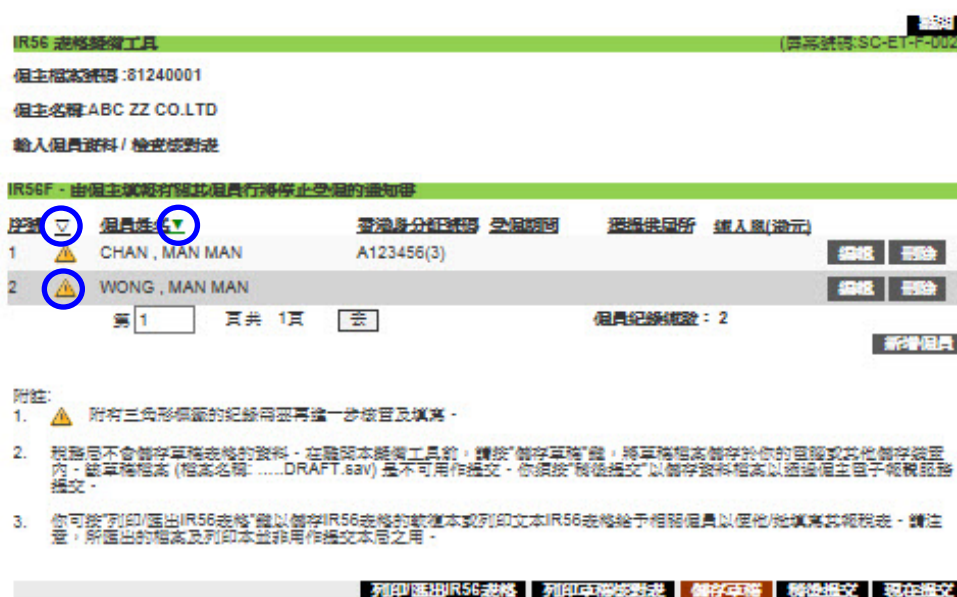 IR56 表格擬備工具 (屏幕號碼:SC-ET-F-002
僱主檔案號碼 :81240001
僱主名稱:ABC ZZ CO.LTD
輸入僱員資料 / 檢查核對表
IR56F - 由僱主填報有關其僱員行將停止受僱的通知書
序號 僱員姓名 香港身分證號碼 受僱期間 總入息(港元)
1 CHAN , MAN MAN A123456(3) 編輯 刪除
2 WONG , MAN MAN 編輯 刪除
第 1 頁共 1頁 去 僱員紀錄總數：2
新增僱員
附註:
1. 附有三角形標籤的紀錄需要再進一步檢查及填寫。
2. 稅務局不會儲存草稿表格的資料。在離開本擬備工具前，請按"儲存草稿"鍵，將草稿檔案儲存於你的電腦或其他儲存裝置
內。該草稿檔案 (檔案名稱: .....DRAFT.sav) 是不可用作提交。你須按"稍後提交"以儲存資料檔案以透過僱主電子報稅服務
提交。
3. 你可按"列印/匯出IR56表格"鍵以儲存IR56表格的軟複本或列印文本IR56表格給予相關僱員以便他/她填寫其報稅表。請注
意，所匯出的檔案及列印本並非用作提交本局之用。
列印/匯出IR56表格 列印草稿核對表 儲存草稿 稍後提交 現在提交